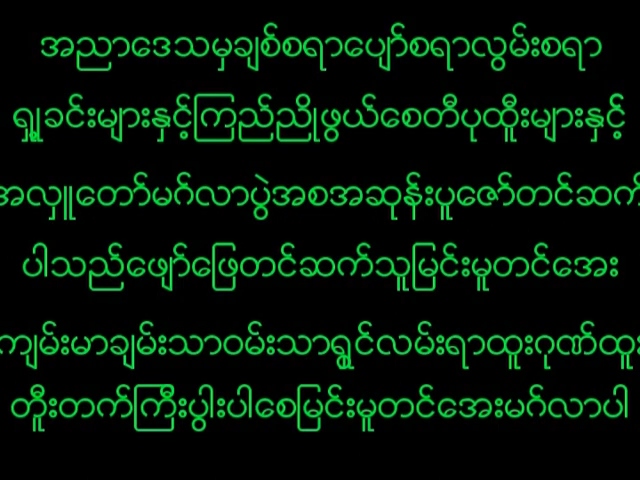 အညာဒေသမှချစ်စရာပျော်စရာလွမ်းစရာ
ရှုခင်းများနှင့်ကြည်ညိုဖွယ်စေတီပုထိုးများနှင့်
အလှူတော်မင်္ဂလာပွဲအစအဆုန်းပူဇော်တင်ဆက်
ပါသည်ဖျော်ဖြေတင်ဆက်သူမြင်းမူတင်အေး
ကျမ်းမာချမ်းသာဝမ်းသာရွှင်လမ်းရာထူးဂုဏ်ထူး
တိုးတက်ကြီးပွါးပါစေမြင်းမူတင်အေးမင်္ဂလာပါ